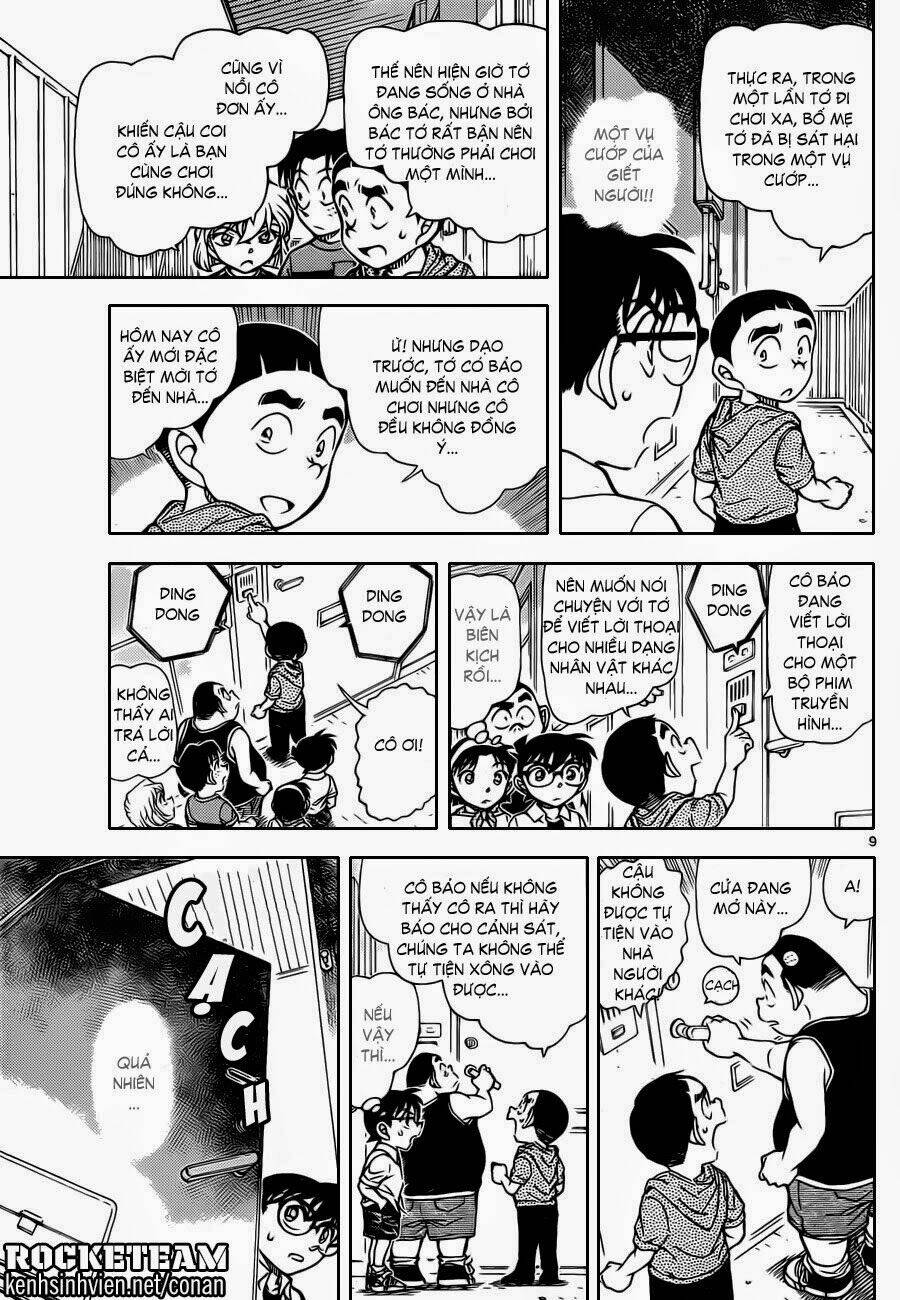 THỰC RA, TRONG
MỘT LẦN TỚ ĐI
CHƠI XA, BỐ MẸ
TỚ ĐÃ BỊ SÁT HẠI
TRONG MỘT VỤ
CƯỚP...
MỘT VỤ
CƯỚP CỦA
GIẾT
NGƯỜI!!
THẾ NÊN HIỆN GIỜ TỚ
ĐANG SỐNG Ở NHÀ
ÔNG BÁC, NHƯNG BỞI
BÁC TỚ RẤT BẬN NÊN
TỚ THƯỜNG PHẢI CHƠI
MỘT MÌNH...
CŨNG VÌ
NỖI CÔ
ĐƠN ẤY...
KHIẾN CẬU COI
CÔ ẤY LÀ BẠN
CÙNG CHƠI
ĐÚNG KHÔNG...
Ừ! NHƯNG DẠO
TRƯỚC, TỚ CÓ BẢO
MUỐN ĐẾN NHÀ CÔ
CHƠI NHƯNG CÔ
ĐỀU KHÔNG ĐỒNG
Ý...
HÔM NAY CÔ
ẤY MỚI ĐẶC
BIỆT MỜI TỚ
ĐẾN NHÀ...
CÔ BẢO
ĐANG
VIẾT LỜI
THOẠI
CHO MỘT
BỘ PHIM
TRUYỀN
HÌNH...
DING
DONG
NÊN MUỐN NÓI
CHUYỆN VỚI TỚ
ĐỂ VIẾT LỜI THOẠI
CHO NHIỀU DẠNG
NHÂN VẬT KHÁC
NHAU...
VẬY LÀ
BIÊN
KỊCH
RỒI...
DING
DONG
DING
DONG
CÔ ƠI!
KHÔNG
THẤY AI
TRẢ LỜI
CẢ...
9
A!
CỬA ĐANG
MỞ NÀY...
CẠCH
CẬU
KHÔNG
ĐƯỢC TỰ
TIỆN VÀO
NHÀ
NGƯỜI
KHÁC!
CÔ BẢO NẾU KHÔNG
THẤY CÔ RA THÌ HÃY
BÁO CHO CẢNH SÁT,
CHÚNG TA KHÔNG THỂ
TỰ TIỆN XÔNG VÀO
ĐƯỢC...
NẾU
VẬY
THÌ...
CẠCH
QUẢ
NHIÊN
...
ROCKETEAM
kenhsinhvien.net/conan